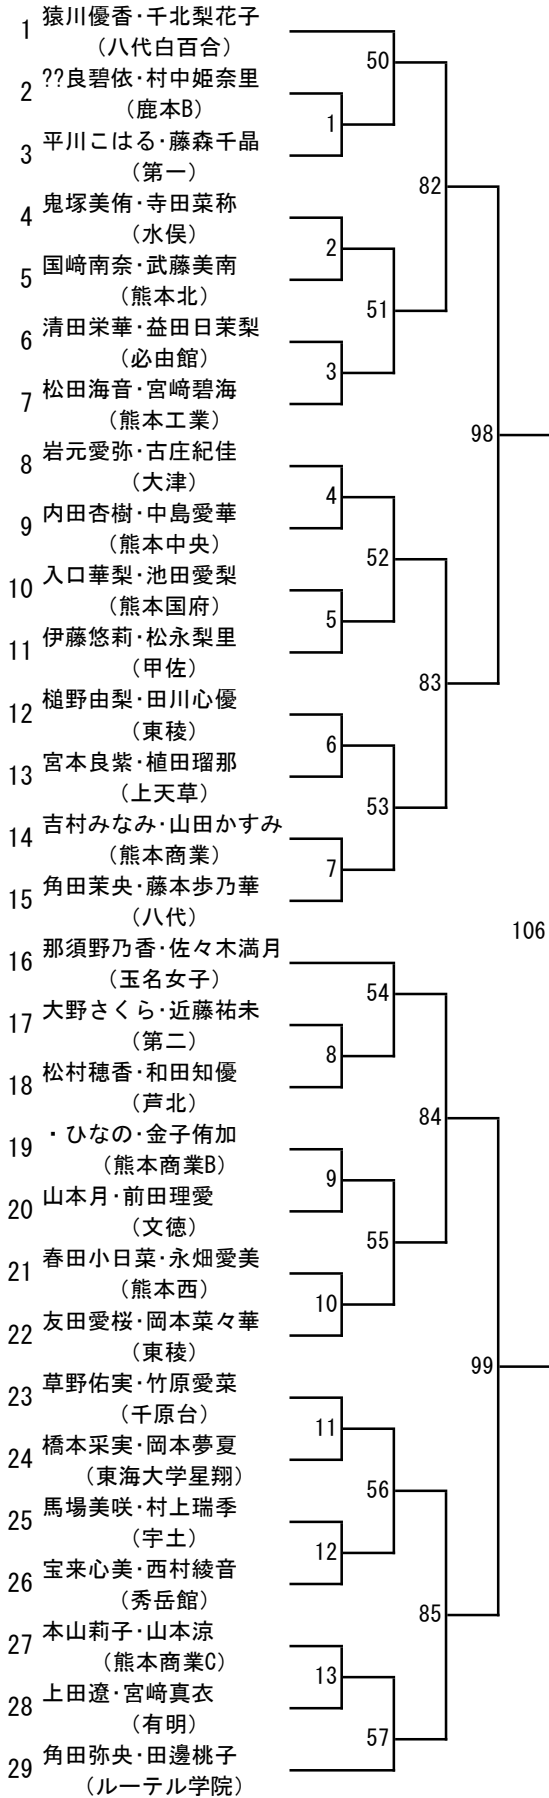 1 猿川優香・千北梨花子
(八代白百合)
50
2 ??良碧依・村中姫奈里
(鹿本B)
1
3 平川こはる・藤森千晶
(第一)
82
4 鬼塚美侑・寺田菜称
(水俣)
2
5 国﨑南奈・武藤美南
(熊本北)
51
6 清田栄華・益田日茉梨
(必由館)
3
7 松田海音・宮﨑碧海
(熊本工業)
98
8 岩元愛弥・古庄紀佳
(大津)
4
9 内田杏樹・中島愛華
(熊本中央)
52
10 入口華梨・池田愛梨
(熊本国府)
5
11 伊藤悠莉・松永梨里
(甲佐)
83
12 槌野由梨・田川心優
(東稜)
6
13 宮本良紫・植田瑠那
(上天草)
53
14 吉村みなみ・山田かすみ
(熊本商業)
7
15 角田茉央・藤本歩乃華
(八代)
106
16 那須野乃香・佐々木満月
(玉名女子)
54
17 大野さくら・近藤祐未
(第二)
8
18 松村穂香・和田知優
(芦北)
84
19 ・ひなの・金子侑加
(熊本商業B)
9
20 山本月・前田理愛
(文徳)
55
21 春田小日菜・永畑愛美
(熊本西)
10
22 友田愛桜・岡本菜々華
(東稜)
99
23 草野佑実・竹原愛菜
(千原台)
11
24 橋本采実・岡本夢夏
(東海大学星翔)
56
25 馬場美咲・村上瑞季
(宇土)
12
26 宝来心美・西村綾音
(秀岳館)
85
27 本山莉子・山本涼
(熊本商業C)
13
28 上田遼・宮﨑真衣
(有明)
57
29 角田弥央・田邊桃子
(ルーテル学院)